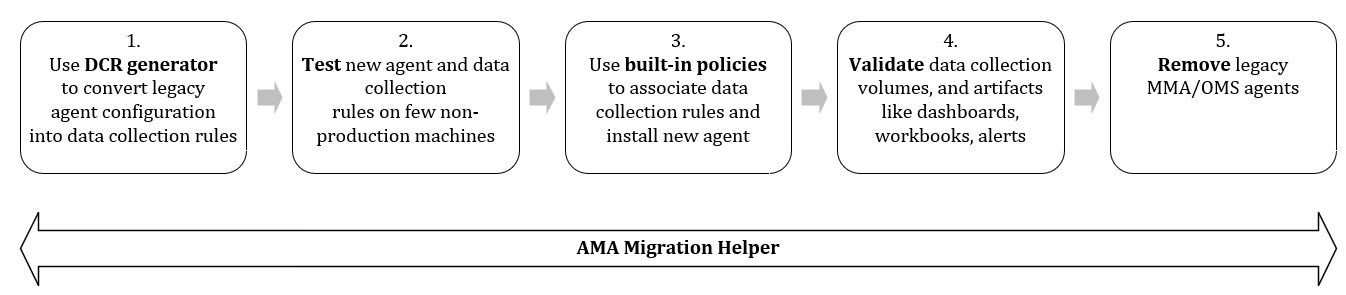 1.
Use DCR generator
to convert legacy
agent configuration
into data collection rules
2.
Test new agent and data
collection
rules on few non-
production machines
3.
Use built-in policies
to associate data
collection rules and
install new agent
4.
Validate data collection
volumes, and artifacts
like dashboards,
workbooks, alerts
5.
Remove legacy
MMA/OMS agents
AMA Migration Helper